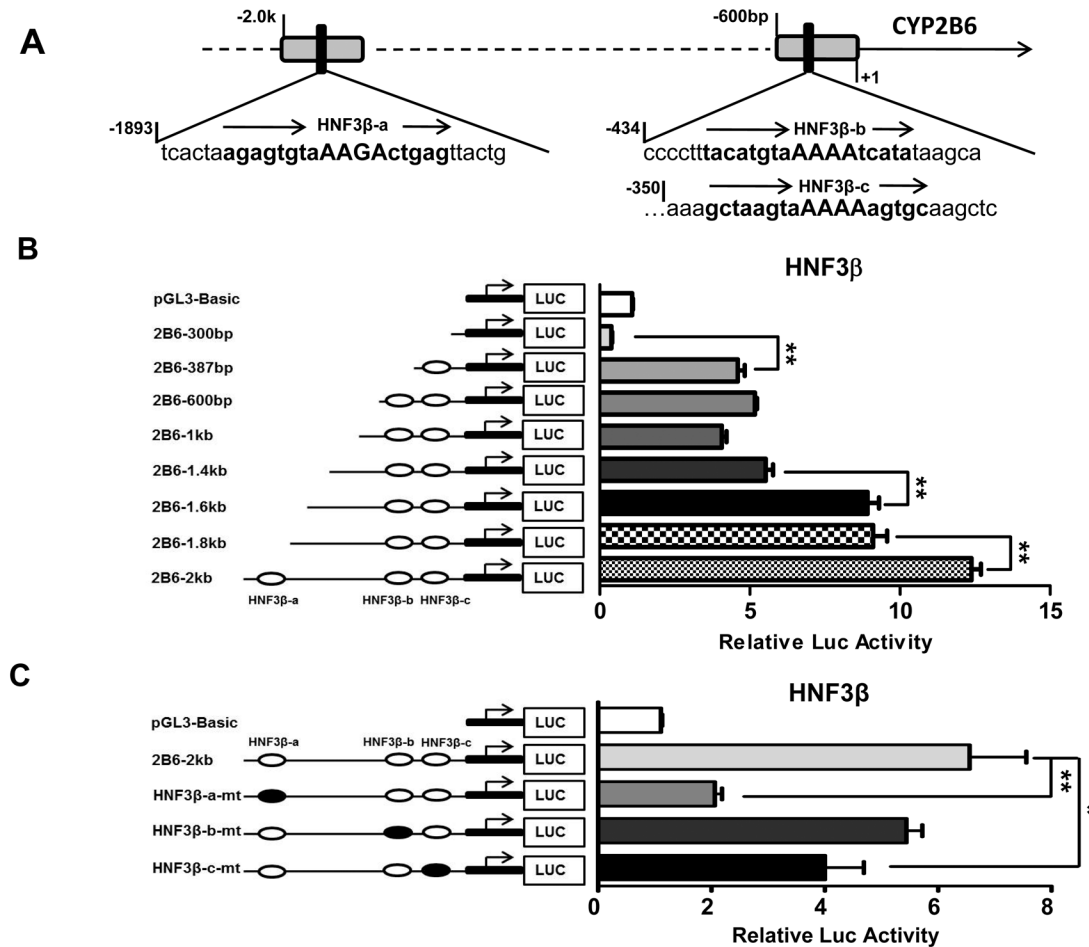 A
-2.0k
-600bp
CYP2B6
+1
-1893
HNF3β-a
tcactaagagtgtaAAGActgagttactg
-434
HNF3β-b
cccctttacatgtaAAAAtcatataagca
-350
HNF3β-c
...aaagctaagtaAAAAagtgcaagctc
B
HNF3β
pGL3-Basic
LUC
2B6-300bp
LUC
**
2B6-387bp
LUC
2B6-600bp
LUC
2B6-1kb
LUC
2B6-1.4kb
LUC
**
2B6-1.6kb
LUC
2B6-1.8kb
LUC
**
2B6-2kb
LUC
HNF3β-a
HNF3β-b
HNF3β-c
0
5
10
15
Relative Luc Activity
C
HNF3β
pGL3-Basic
LUC
HNF3β-a
HNF3β-b
HNF3β-c
2B6-2kb
LUC
**
HNF3β-a-mt
LUC
HNF3β-b-mt
LUC
HNF3β-c-mt
LUC
0
2
4
6
8
Relative Luc Activity